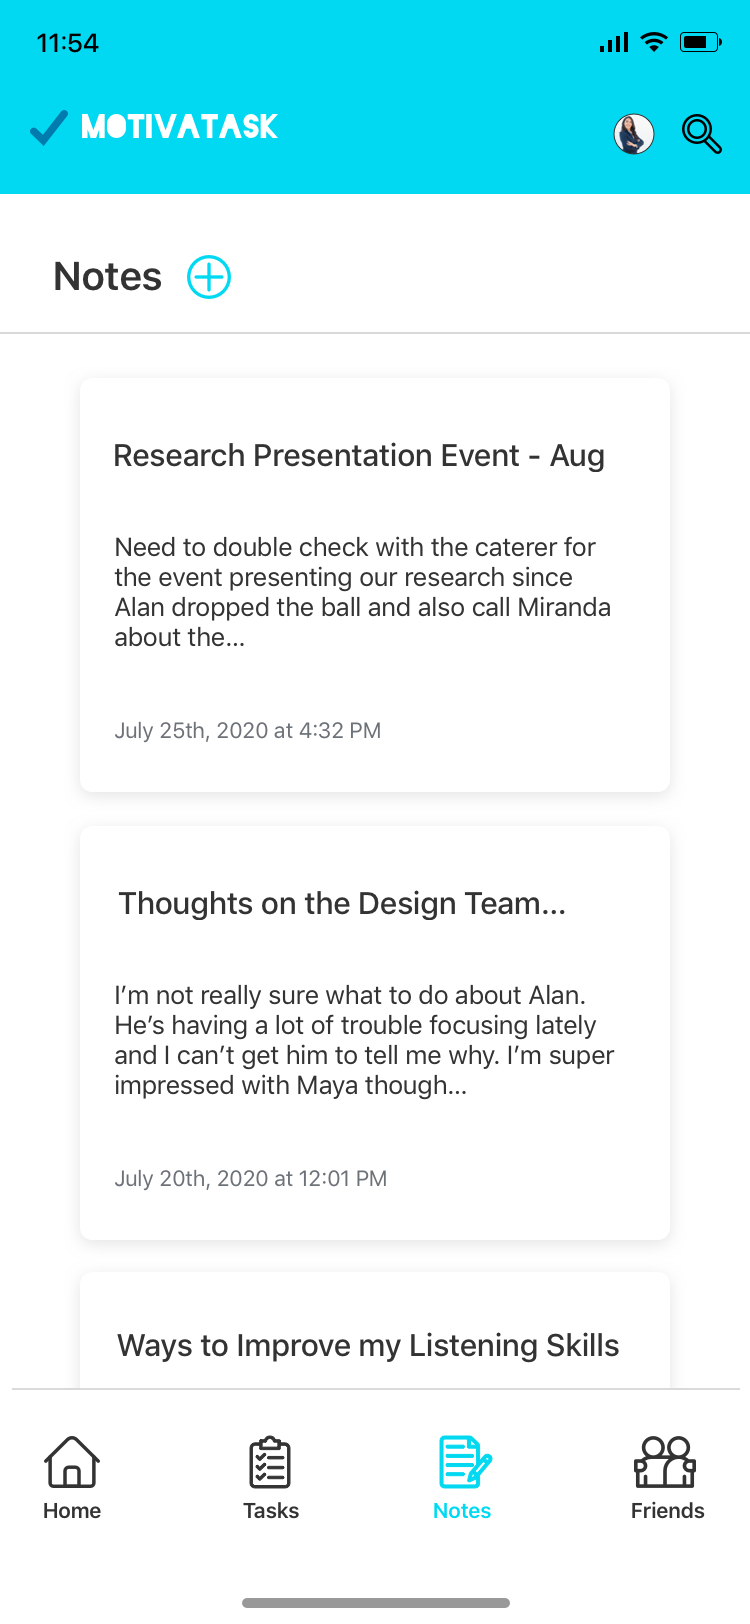 11:54
MOTIVATASK
Notes
Research Presentation Event - Aug
Need to double check with the caterer for
the event presenting our research since
Alan dropped the ball and also call Miranda
about the...
July 25th, 2020 at 4:32 PM
Thoughts on the Design Team...
I’m not really sure what to do about Alan.
He’s having a lot of trouble focusing lately
and I can’t get him to tell me why. I’m super
impressed with Maya though...
July 20th, 2020 at 12:01 PM
Ways to Improve my Listening Skills
Home
Tasks
Notes
Friends